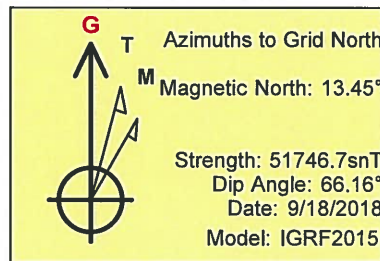 G
T
M
Azimuths to Grid North
Magnetic North: 13.45°
Strength: 51746.7snT
Dip Angle: 66.16°
Date: 9/18/2018
Model: IGRF2015